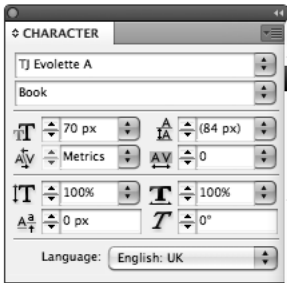 CHARACTER
TJ Evolette A
Book
70 px (84 px)
Metrics 0
100% 100%
0 px 0°
Language: English: UK